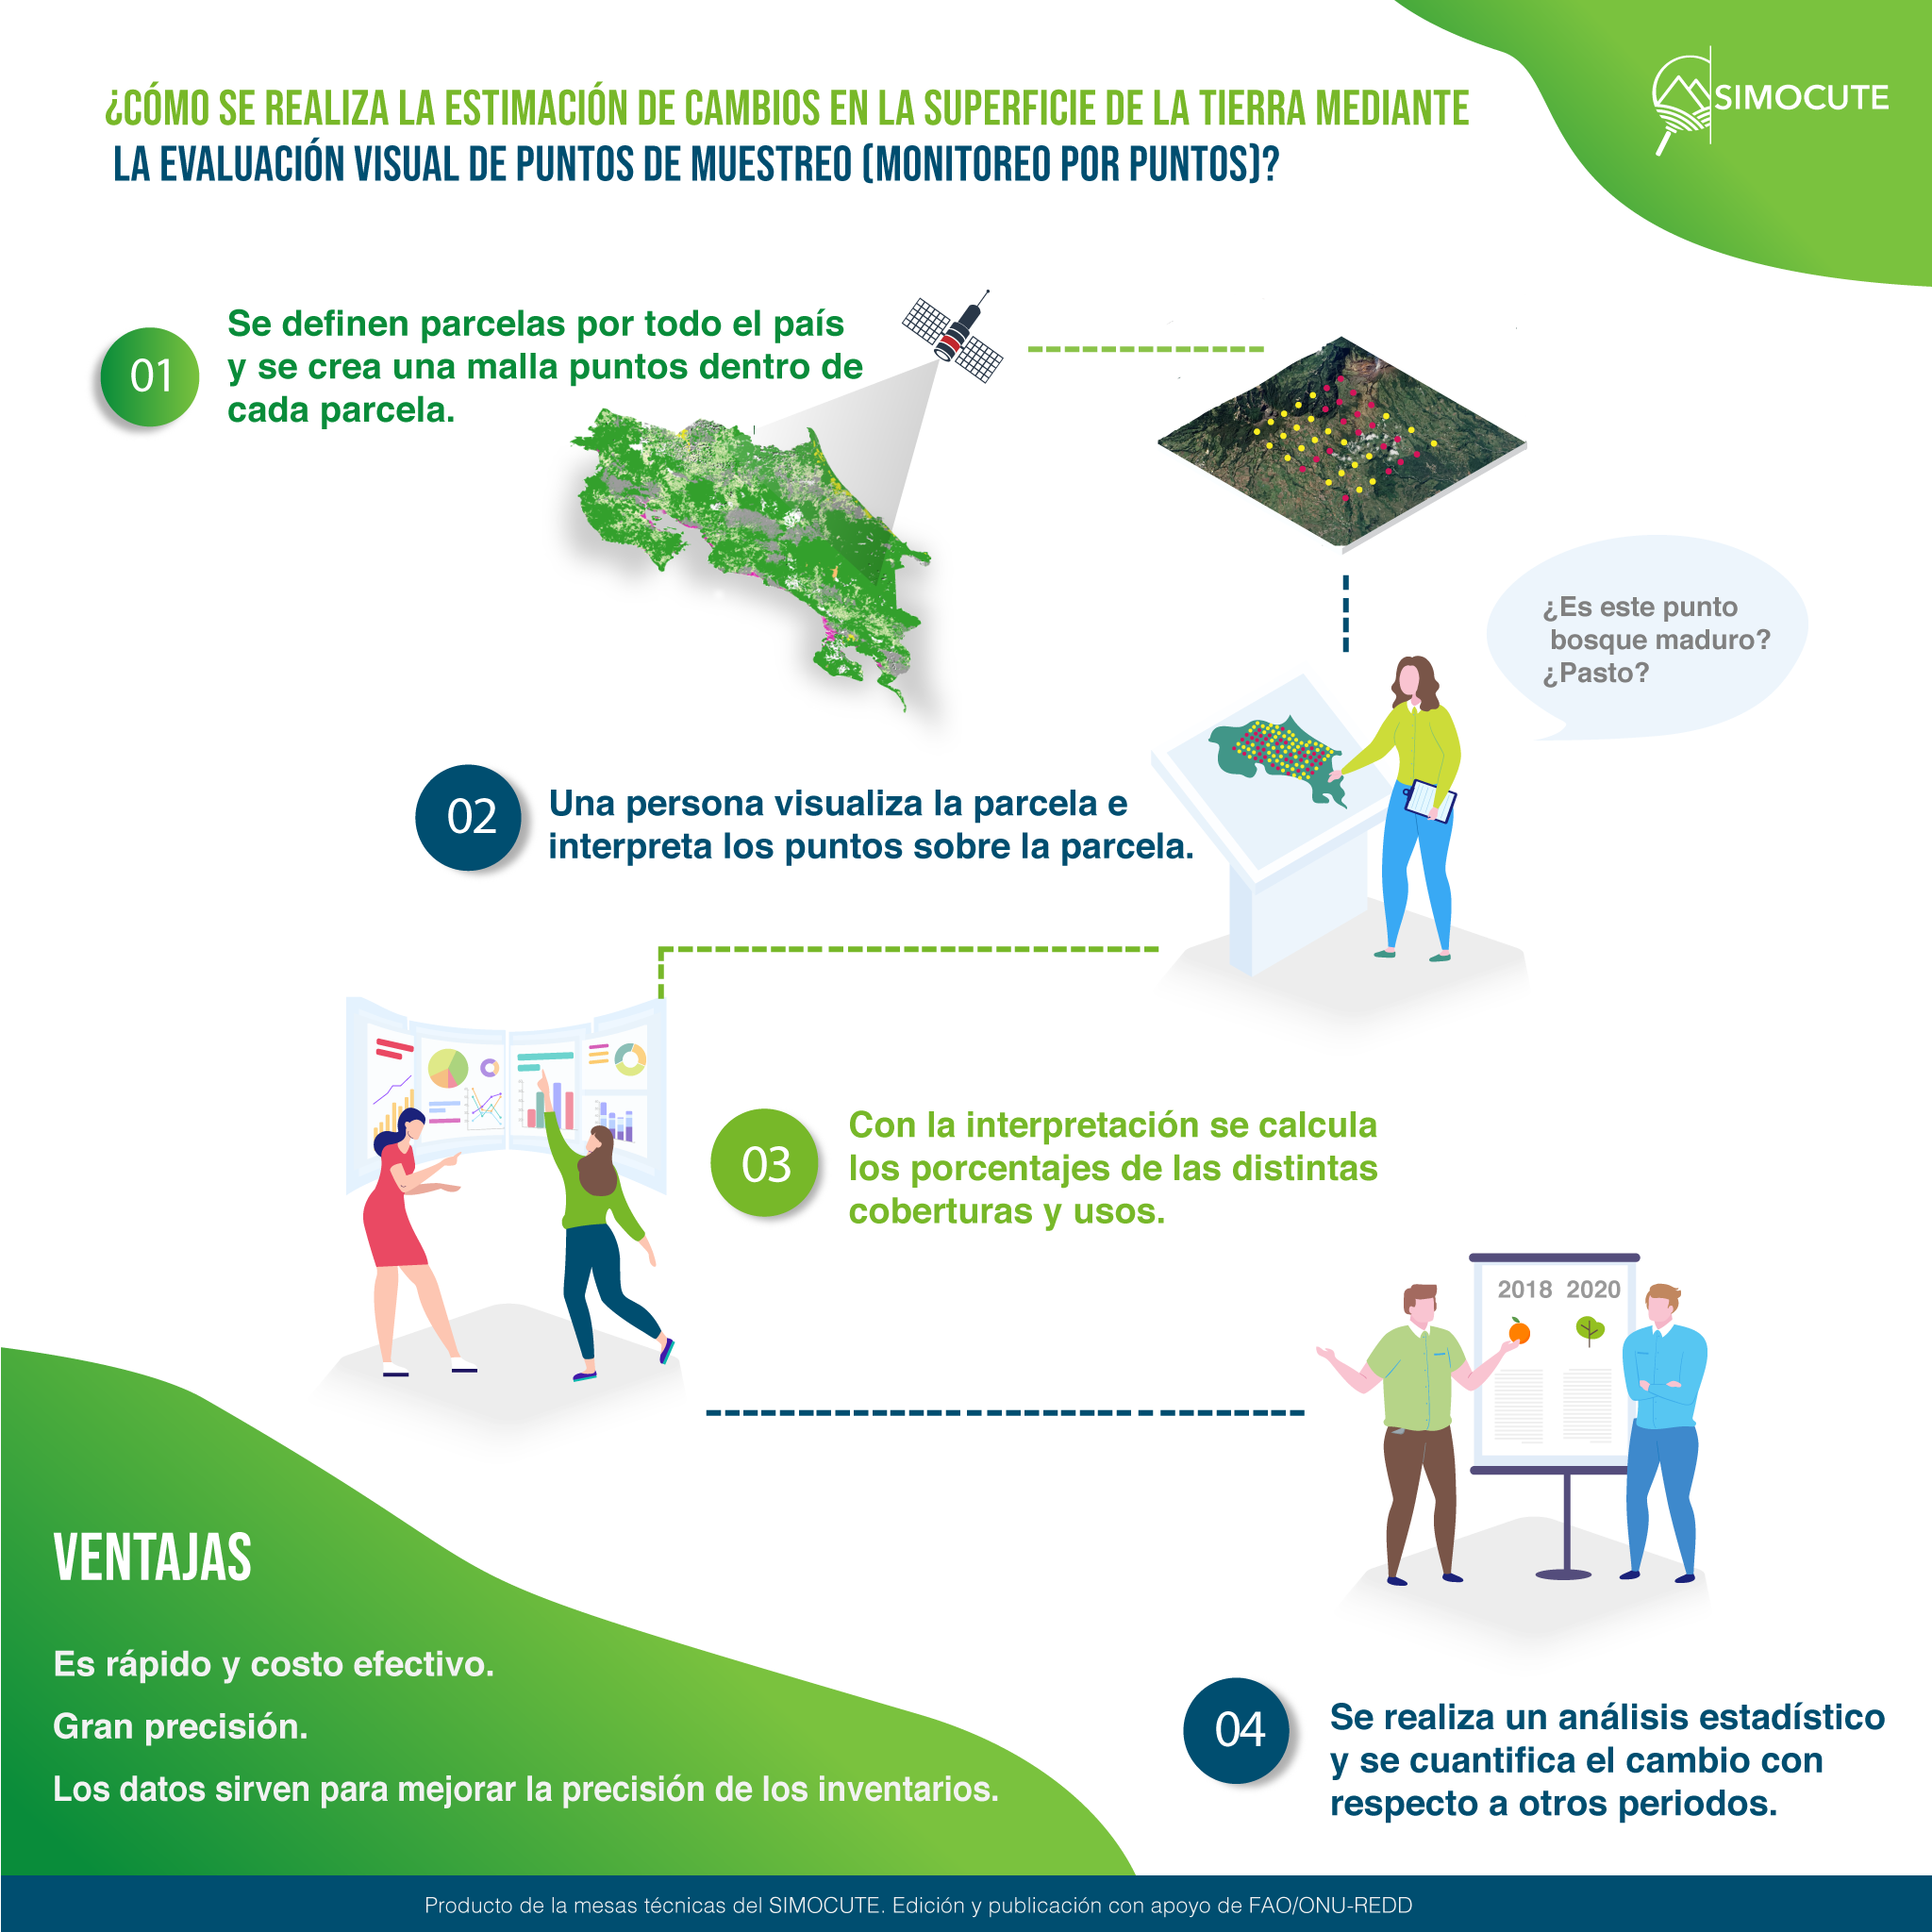 ¿CÓMO SE REALIZA LA ESTIMACIÓN DE CAMBIOS EN LA SUPERFICIE DE LA TIERRA MEDIANTE
LA EVALUACIÓN VISUAL DE PUNTOS DE MUESTREO (MONITOREO POR PUNTOS)?
SIMOCUTE
01
Se definen parcelas por todo el país
y se crea una malla puntos dentro de
cada parcela.
¿Es este punto
bosque maduro?
¿Pasto?
02
Una persona visualiza la parcela e
interpreta los puntos sobre la parcela.
03
Con la interpretación se calcula
los porcentajes de las distintas
coberturas y usos.
2018 2020
04
Se realiza un análisis estadístico
y se cuantifica el cambio con
respecto a otros periodos.
VENTAJAS
Es rápido y costo efectivo.
Gran precisión.
Los datos sirven para mejorar la precisión de los inventarios.
Producto de la mesas técnicas del SIMOCUTE. Edición y publicación con apoyo de FAO/ONU-REDD